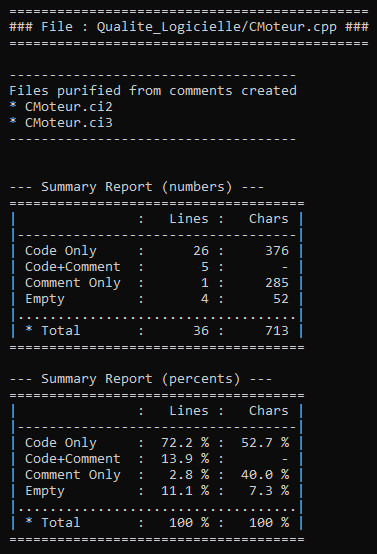 =============================================
### File : Qualite_Logicielle/CMoteur.cpp ###
=============================================

------------------------------------
Files purified from comments created
* CMoteur.ci2
* CMoteur.ci3
------------------------------------

--- Summary Report (numbers) ---
=====================================
|               :   Lines :   Chars |
|-----------------------------------|
| Code Only     :      26 :     376 |
| Code+Comment  :       5 :       - |
| Comment Only  :       1 :     285 |
| Empty         :       4 :      52 |
|...................................|
| * Total       :      36 :     713 |
=====================================

--- Summary Report (percents) ---
=====================================
|               :   Lines :   Chars |
|-----------------------------------|
| Code Only     :  72.2 % :  52.7 % |
| Code+Comment  :  13.9 % :       - |
| Comment Only  :   2.8 % :  40.0 % |
| Empty         :  11.1 % :   7.3 % |
|...................................|
| * Total       :   100 % :   100 % |
=====================================